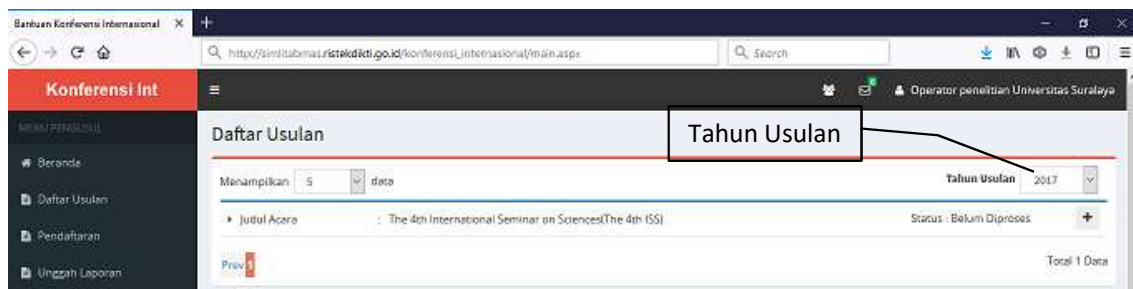 Bantuan Konferensi Internasional
http://simlitabmas.ristekdikti.go.id/konferensi_internasional/main.aspx
Search
Konferensi Int
Operator penelitian Universitas Suralaya
MENU PENGUSUL
Daftar Usulan
Tahun Usulan
Beranda
Menampilkan 5 data
Tahun Usulan 2017
Daftar Usulan
Judul Acara : The 4th International Seminar on Sciences(The 4th ISS)
Status : Belum Diproses
Pendaftaran
Prev 1
Total 1 Data
Unggah Laporan